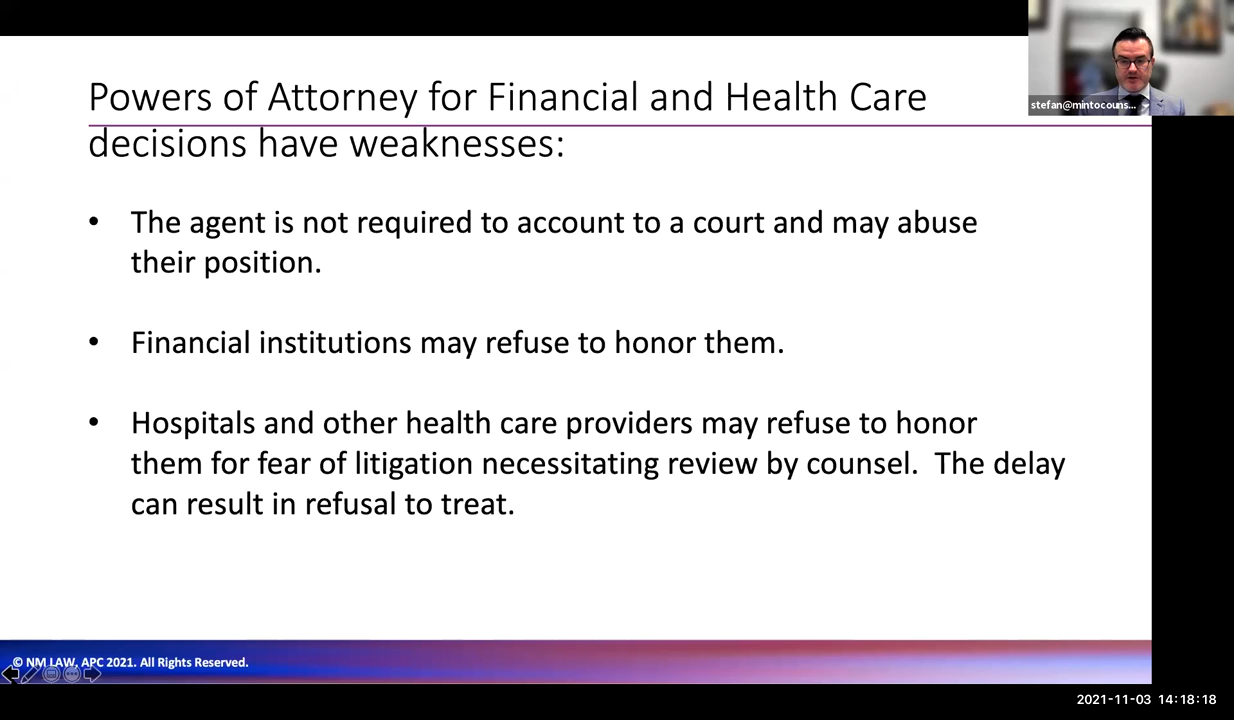 Powers of Attorney for Financial and Health Care
decisions have weaknesses:
stefan@mintocouns...
• The agent is not required to account to a court and may abuse
their position.
• Financial institutions may refuse to honor them.
• Hospitals and other health care providers may refuse to honor
them for fear of litigation necessitating review by counsel.  The delay
can result in refusal to treat.
© NM LAW, APC 2021. All Rights Reserved.
2021-11-03 14:18:18